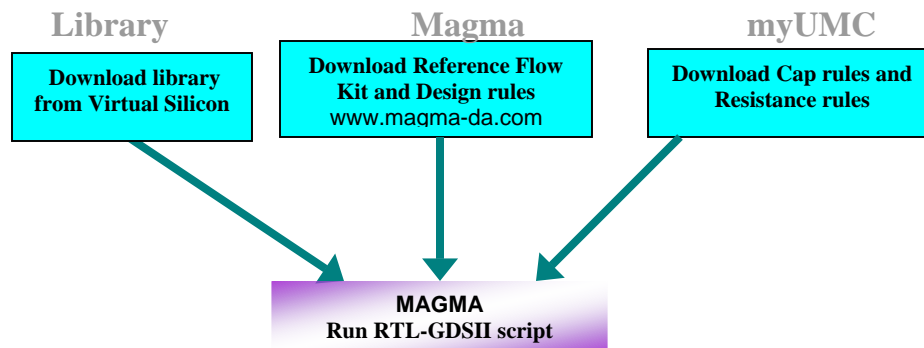 Library
Magma
myUMC
Download library
from Virtual Silicon
Download Reference Flow
Kit and Design rules
www.magma-da.com
Download Cap rules and
Resistance rules
MAGMA
Run RTL-GDSII script